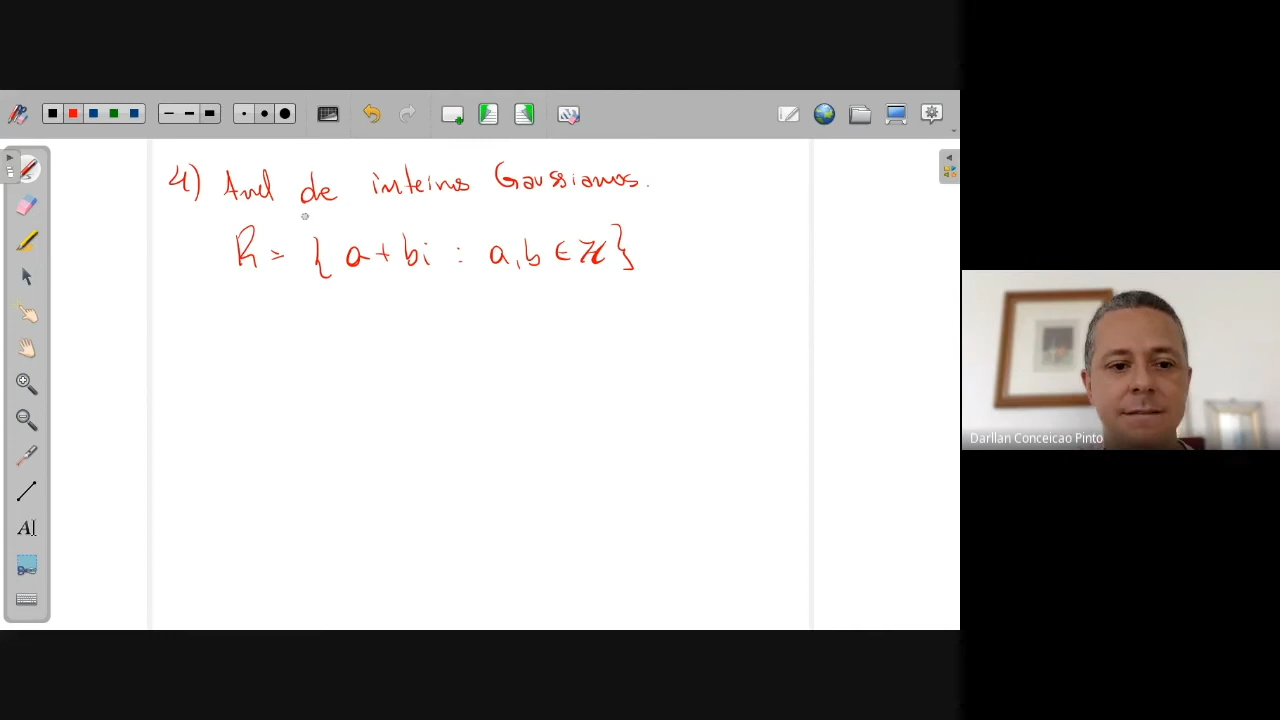 4) Anel de inteiros Gaussianos.
R = { a + bi : a, b ∈ ℤ }
Darllan Conceicao Pinto